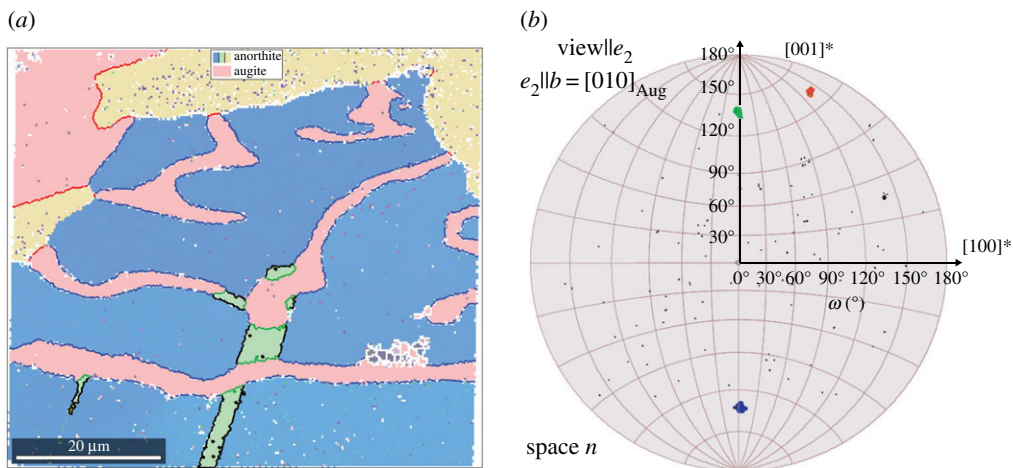 (a)
anorthite
augite
20 µm
(b)
view||e2
e2||b = [010]Aug
180°
[001]*
150°
120°
90°
60°
30°
[100]*
.0° 30° 60° 90° 120° 150° 180°
ω (°)
space n